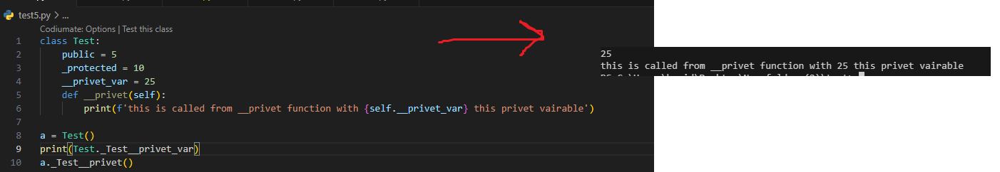 test5.py > ...
Codiumate: Options | Test this class
1 class Test:
2     public = 5
3     _protected = 10
4     __privet_var = 25
5     def __privet(self):
6         print(f'this is called from __privet function with {self.__privet_var} this privet vairable')
7
8 a = Test()
9 print(Test._Test__privet_var)
10 a._Test__privet()
25
this is called from __privet function with 25 this privet vairable